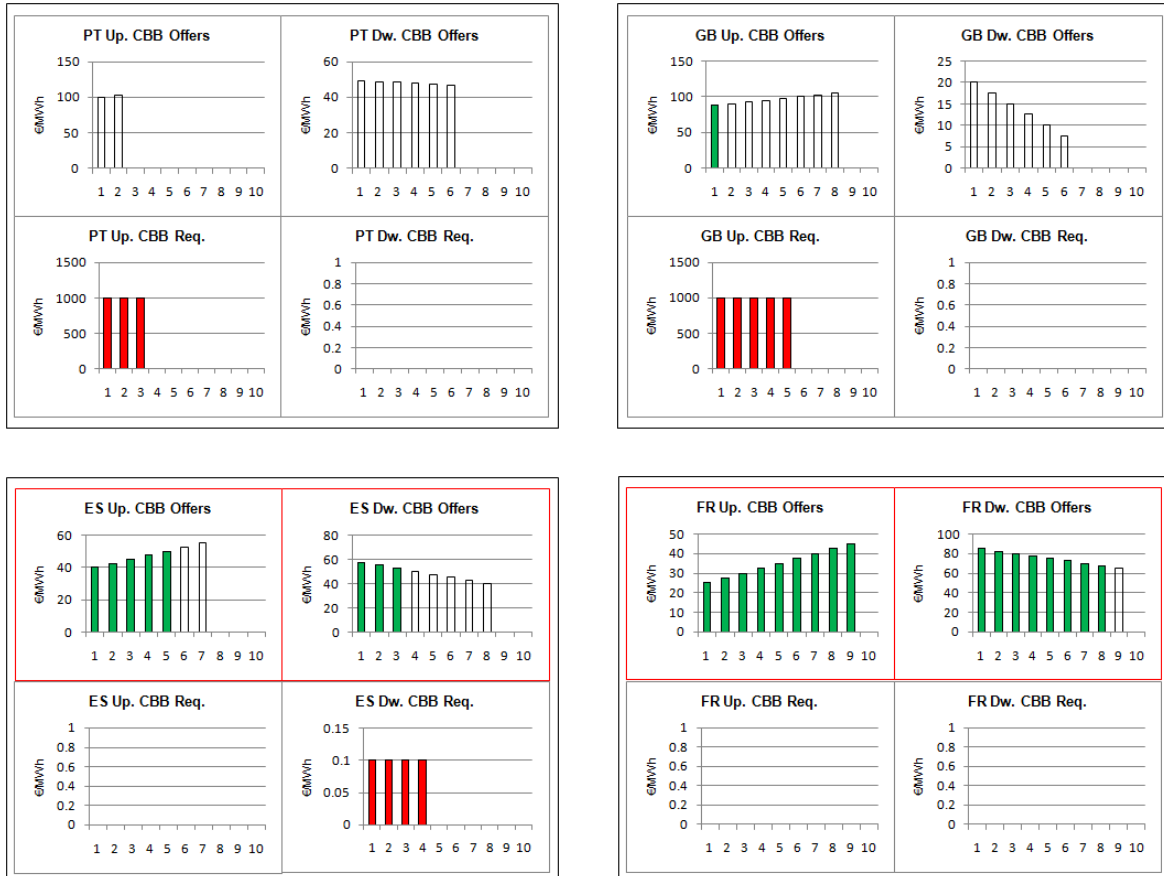 PT Up. CBB Offers
150
100
50
0
€/MWh
1 2 3 4 5 6 7 8 9 10
PT Dw. CBB Offers
60
40
20
0
€/MWh
1 2 3 4 5 6 7 8 9 10
PT Up. CBB Req.
1500
1000
500
0
€/MWh
1 2 3 4 5 6 7 8 9 10
PT Dw. CBB Req.
1
0.8
0.6
0.4
0.2
0
€/MWh
1 2 3 4 5 6 7 8 9 10
GB Up. CBB Offers
150
100
50
0
€/MWh
1 2 3 4 5 6 7 8 9 10
GB Dw. CBB Offers
25
20
15
10
5
0
€/MWh
1 2 3 4 5 6 7 8 9 10
GB Up. CBB Req.
1500
1000
500
0
€/MWh
1 2 3 4 5 6 7 8 9 10
GB Dw. CBB Req.
1
0.8
0.6
0.4
0.2
0
€/MWh
1 2 3 4 5 6 7 8 9 10
ES Up. CBB Offers
60
40
20
0
€/MWh
1 2 3 4 5 6 7 8 9 10
ES Dw. CBB Offers
80
60
40
20
0
€/MWh
1 2 3 4 5 6 7 8 9 10
ES Up. CBB Req.
1
0.8
0.6
0.4
0.2
0
€/MWh
1 2 3 4 5 6 7 8 9 10
ES Dw. CBB Req.
0.15
0.1
0.05
0
€/MWh
1 2 3 4 5 6 7 8 9 10
FR Up. CBB Offers
50
40
30
20
10
0
€/MWh
1 2 3 4 5 6 7 8 9 10
FR Dw. CBB Offers
100
80
60
40
20
0
€/MWh
1 2 3 4 5 6 7 8 9 10
FR Up. CBB Req.
1
0.8
0.6
0.4
0.2
0
€/MWh
1 2 3 4 5 6 7 8 9 10
FR Dw. CBB Req.
1
0.8
0.6
0.4
0.2
0
€/MWh
1 2 3 4 5 6 7 8 9 10